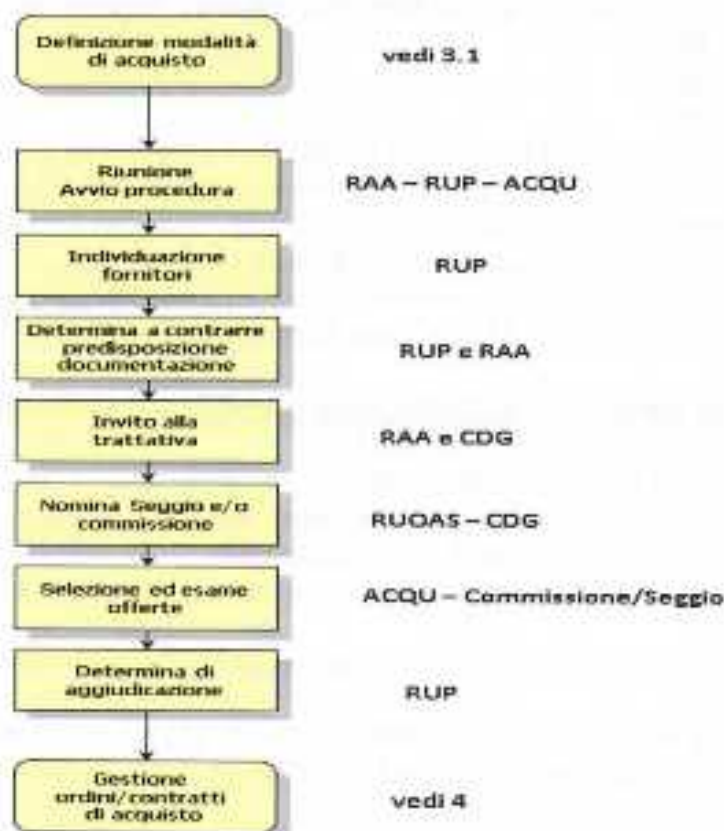 Definizione modalità
di acquisto
vedi 3.1
Riunione
Avvio procedura
RAA – RUP – ACQU
Individuazione
fornitori
RUP
Determina a contrarre
predisposizione
documentazione
RUP e RAA
Invito alla
trattativa
RAA e CDG
Nomina Seggio e/o
commissione
RUOAS – CDG
Selezione ed esame
offerte
ACQU – Commissione/Seggio
Determina di
aggiudicazione
RUP
Gestione
ordini/contratti
di acquisto
vedi 4